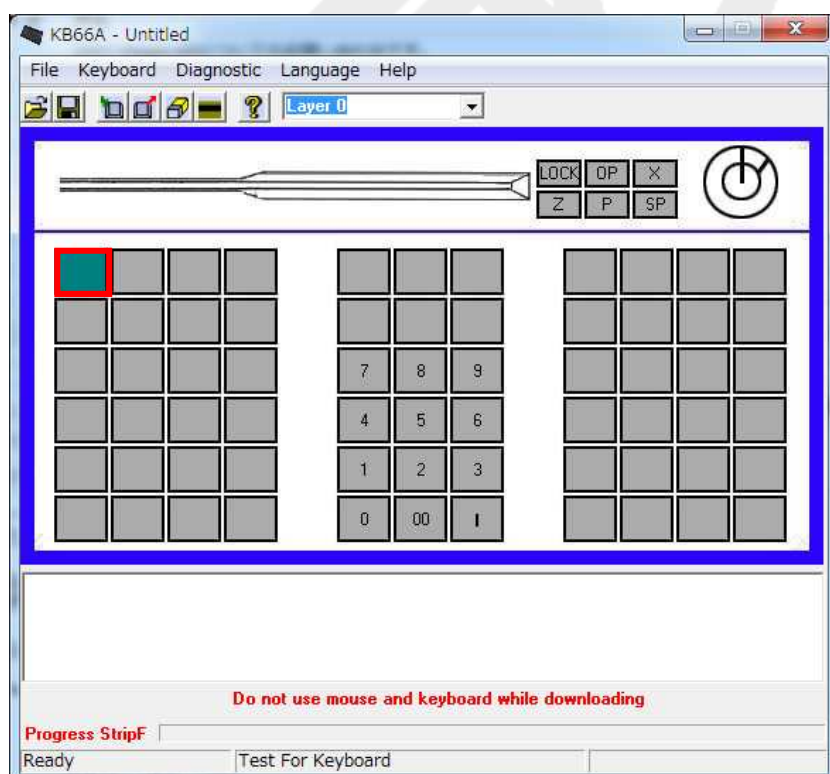 KB66A - Untitled
File Keyboard Diagnostic Language Help
Layer 0
LOCK OP X
Z P SP
7 8 9
4 5 6
1 2 3
0 00 .
Do not use mouse and keyboard while downloading
Progress StripF
Ready Test For Keyboard